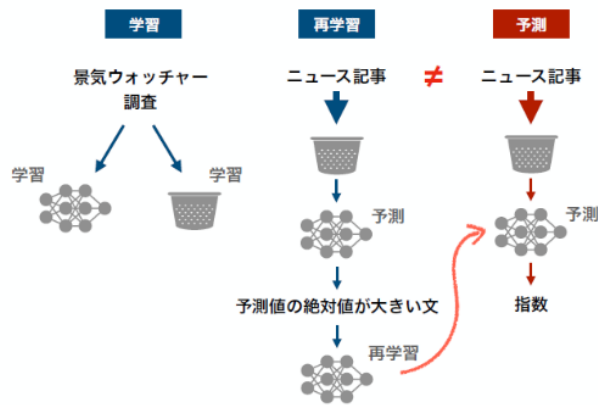 学習
再学習
予測
景気ウォッチャー
調査
ニュース記事
≠
ニュース記事
学習
学習
予測
予測
予測値の絶対値が大きい文
指数
再学習